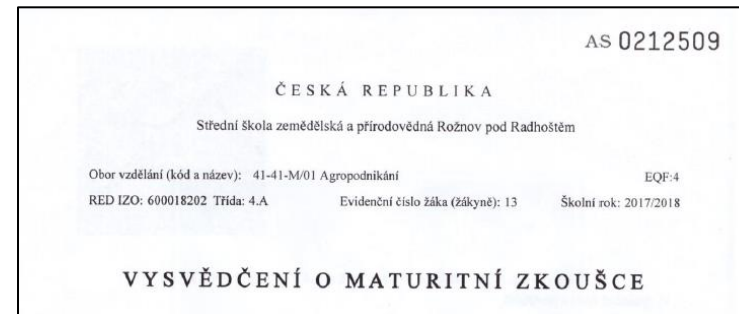 AS 0212509
ČESKÁ REPUBLIKA
Střední škola zemědělská a přírodovědná Rožnov pod Radhoštěm
Obor vzdělání (kód a název): 41-41-M/01 Agropodnikání EQF:4
RED IZO: 600018202 Třída: 4.A Evidenční číslo žáka (žákyně): 13 Školní rok: 2017/2018
VYSVĚDČENÍ O MATURITNÍ ZKOUŠCE